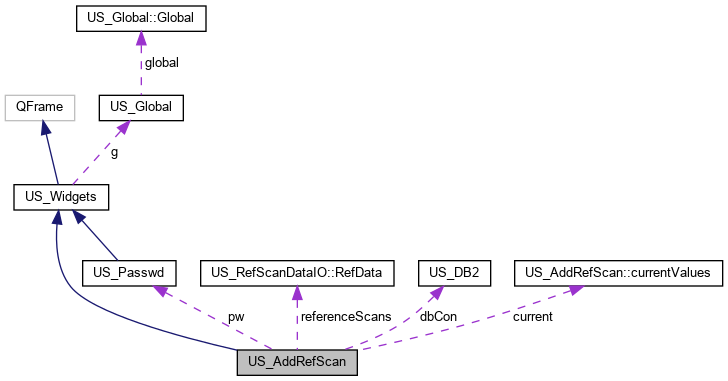 US_Global::Global
global
QFrame
US_Global
g
US_Widgets
US_Passwd
US_RefScanDataIO::RefData
US_DB2
US_AddRefScan::currentValues
pw
referenceScans
dbCon
current
US_AddRefScan